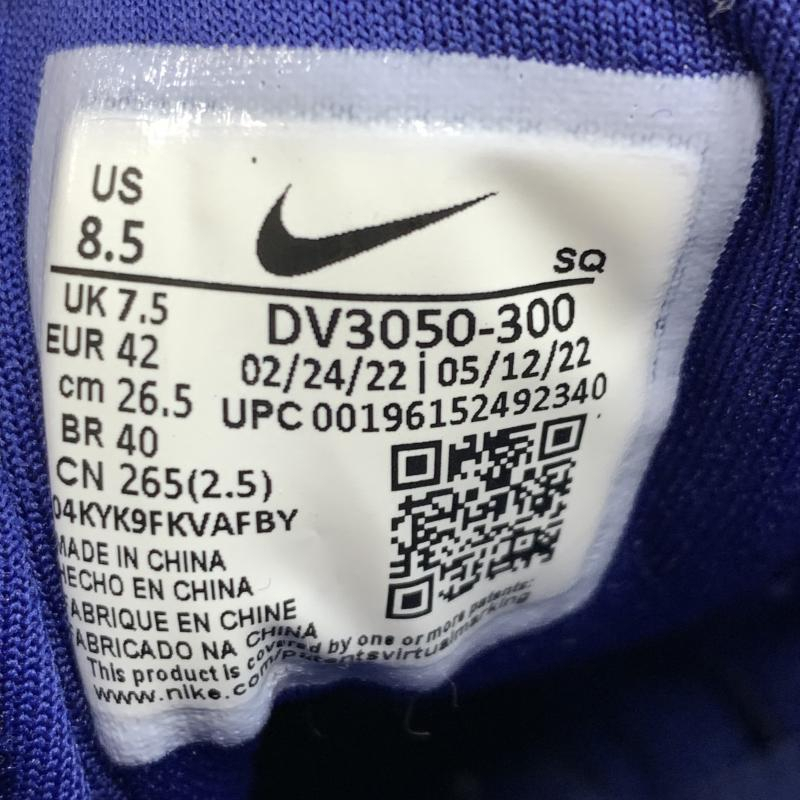 US
8.5
SQ
UK 7.5
EUR 42
cm 26.5
BR 40
CN 265(2.5)
DV3050-300
02/24/22 | 05/12/22
UPC 00196152492340
04KYK9FKVAFBY
MADE IN CHINA
HECHO EN CHINA
FABRIQUE EN CHINE
FABRICADO NA CHINA
This product is covered by one or more patents:
www.nike.com/patentsvirtualmarking